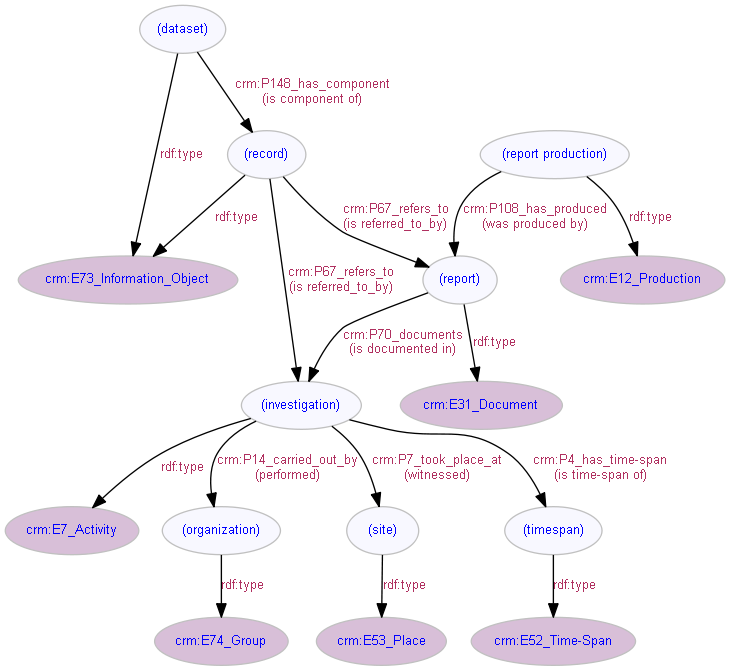 (dataset)
crm:P148_has_component
(is component of)
rdf:type
(record)
(report production)
rdf:type
crm:P67_refers_to
(is referred_to_by)
crm:P108_has_produced
(was produced by)
rdf:type
crm:P67_refers_to
(is referred_to_by)
crm:E73_Information_Object
(report)
crm:E12_Production
crm:P70_documents
(is documented in)
rdf:type
(investigation)
crm:E31_Document
rdf:type
crm:P14_carried_out_by
(performed)
crm:P7_took_place_at
(witnessed)
crm:P4_has_time-span
(is time-span of)
crm:E7_Activity
(organization)
(site)
(timespan)
rdf:type
rdf:type
rdf:type
crm:E74_Group
crm:E53_Place
crm:E52_Time-Span